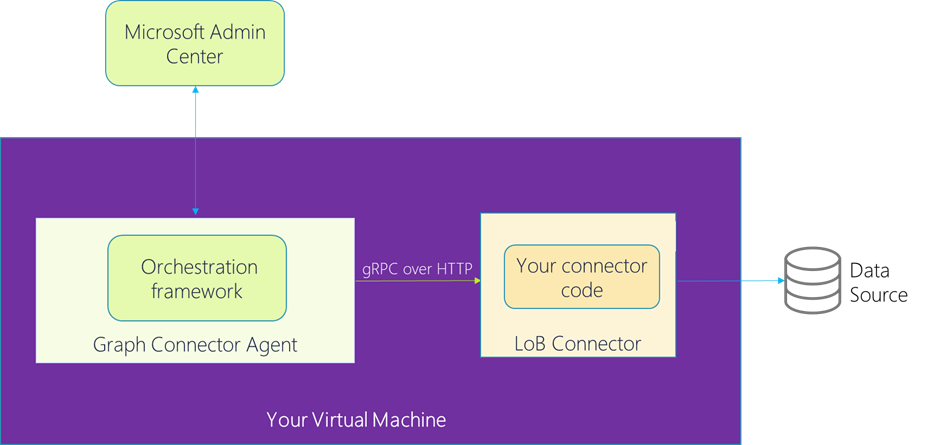 Microsoft Admin
Center
Orchestration
framework
Graph Connector Agent
gRPC over HTTP
Your connector
code
LoB Connector
Data
Source
Your Virtual Machine